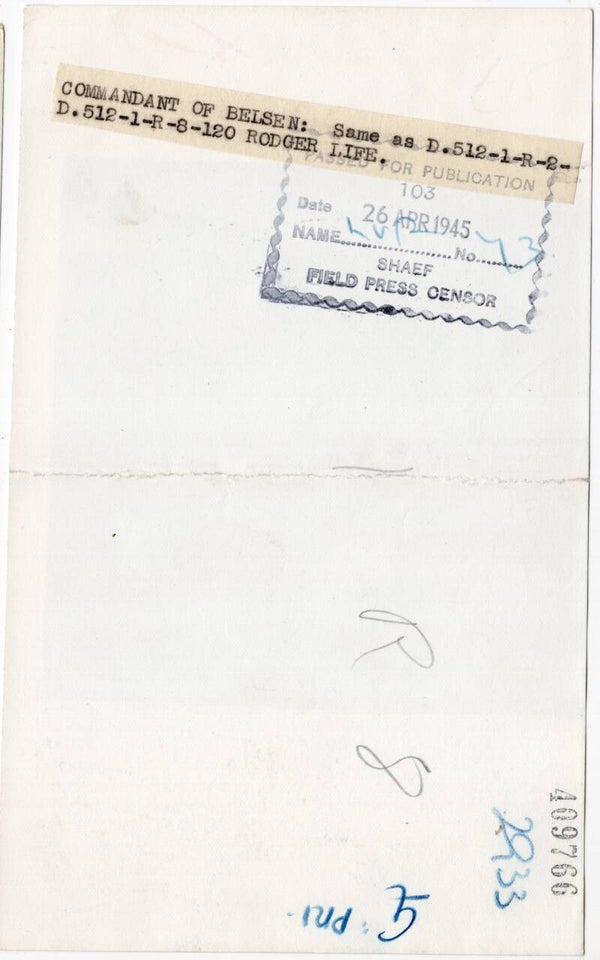 COMMANDANT OF BELSEN: Same as D.512-1-R-2-
D.512-1-R-8-120 RODGER LIFE.
PASSED FOR PUBLICATION
103
Date 26 APR 1945
NAME.................... No. 43
SHAEF
FIELD PRESS CENSOR
R
8
409766
2933